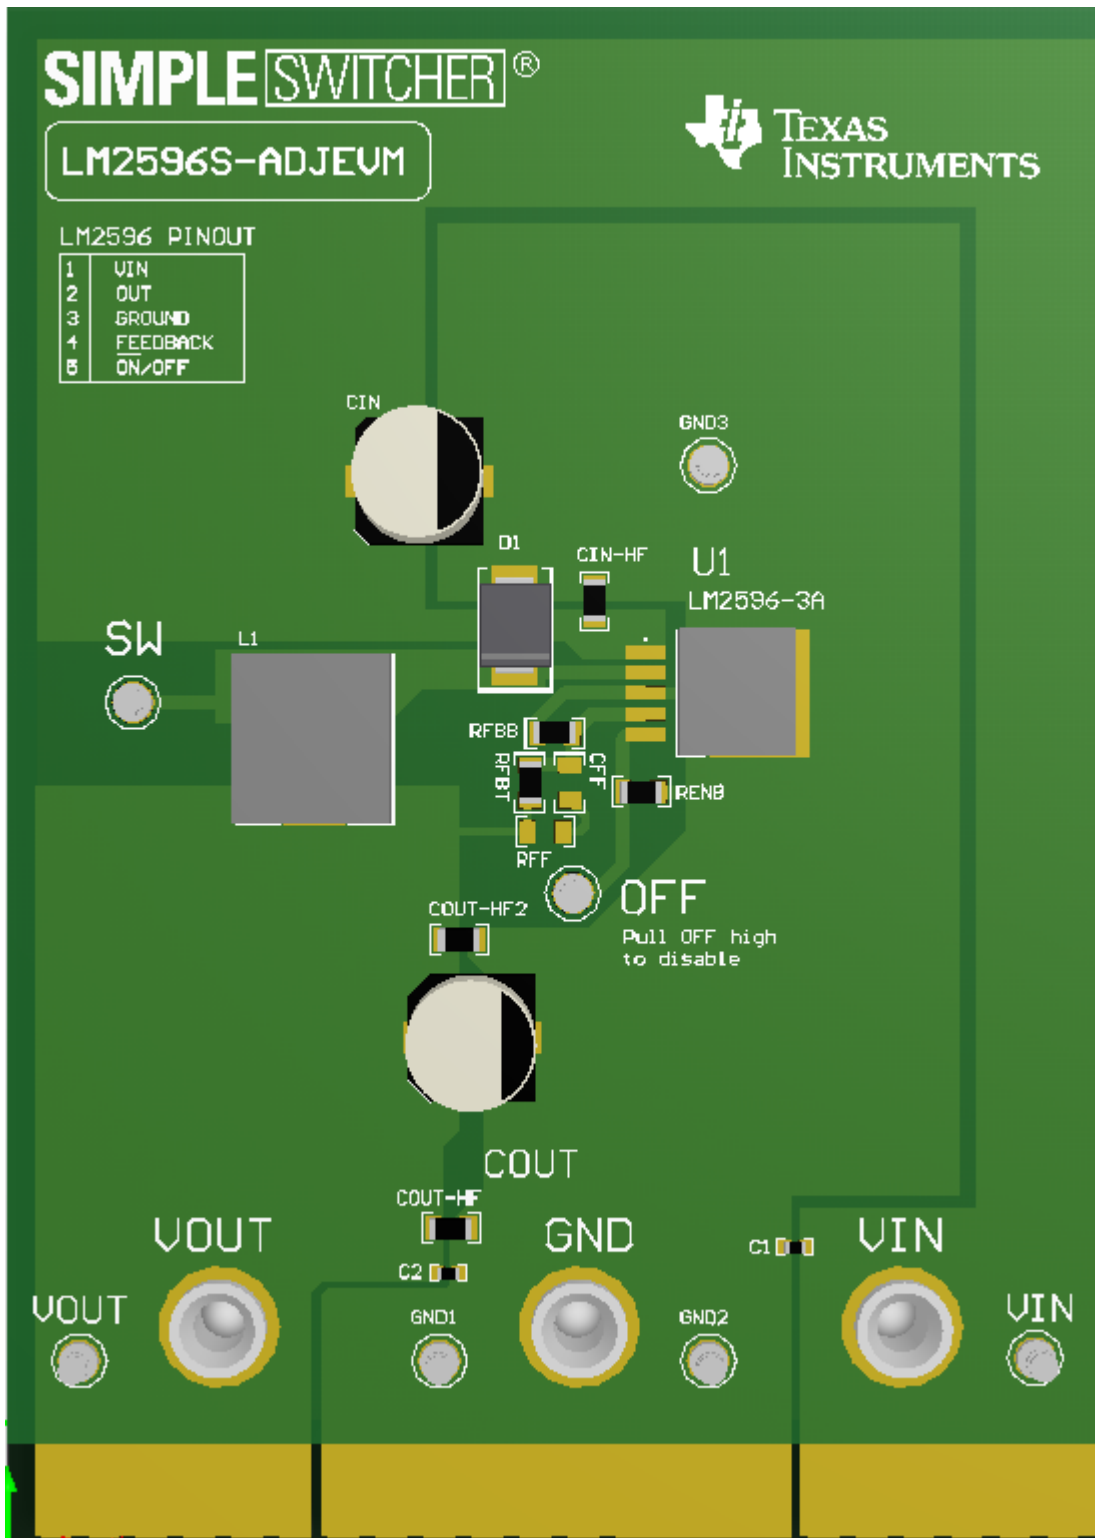 SIMPLE SWITCHER ®
TEXAS
INSTRUMENTS
LM2596S-ADJEVM
LM2596 PINOUT
1 VIN
2 OUT
3 GROUND
4 FEEDBACK
5 ON/OFF
CIN
GND3
D1
CIN-HF
U1
LM2596-3A
SW
L1
RFBB
RFBT
CFF
RENB
RFF
OFF
Pull OFF high
to disable
COUT-HF2
COUT
COUT-HF
VOUT
GND
VIN
C1
C2
VOUT
GND1
GND2
VIN